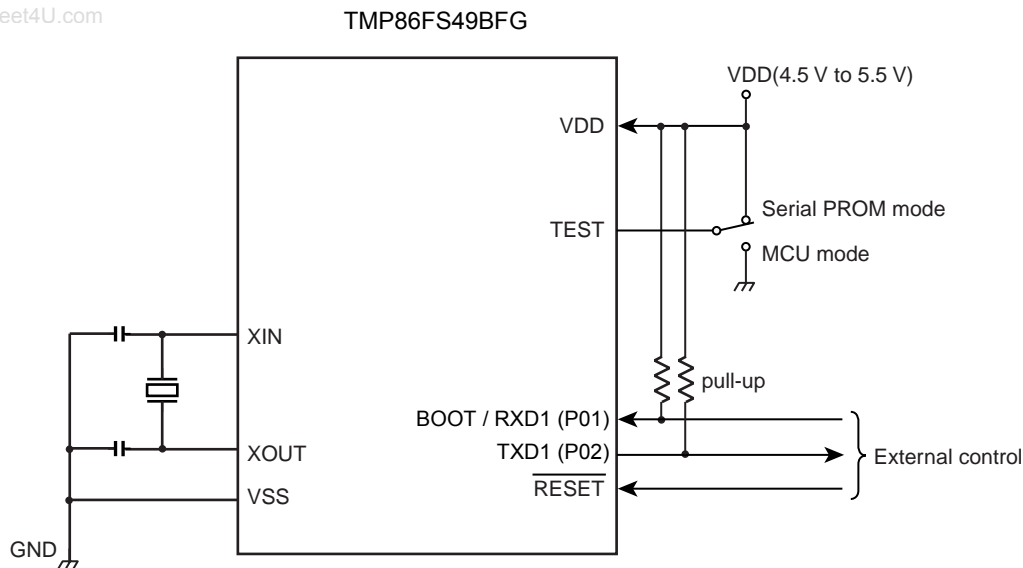 eet4U.com
TMP86FS49BFG
VDD(4.5 V to 5.5 V)
VDD
Serial PROM mode
TEST
MCU mode
XIN
pull-up
BOOT / RXD1 (P01)
XOUT
TXD1 (P02)
External control
RESET
VSS
GND